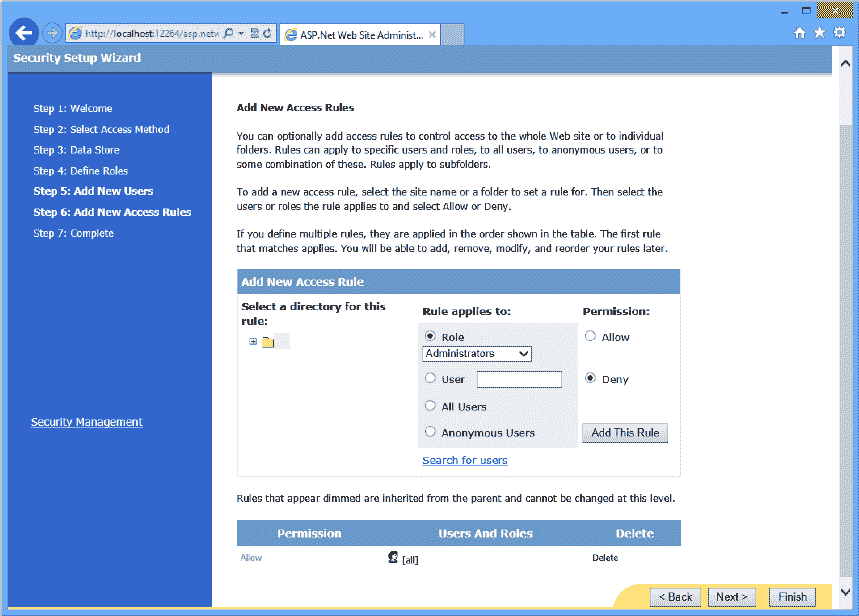 http://localhost:12264/asp.netw
ASP.Net Web Site Administ...
Security Setup Wizard
Step 1: Welcome
Step 2: Select Access Method
Step 3: Data Store
Step 4: Define Roles
Step 5: Add New Users
Step 6: Add New Access Rules
Step 7: Complete
Security Management
Add New Access Rules
You can optionally add access rules to control access to the whole Web site or to individual
folders. Rules can apply to specific users and roles, to all users, to anonymous users, or to
some combination of these. Rules apply to subfolders.
To add a new access rule, select the site name or a folder to set a rule for. Then select the
users or roles the rule applies to and select Allow or Deny.
If you define multiple rules, they are applied in the order shown in the table. The first rule
that matches applies. You will be able to add, remove, modify, and reorder your rules later.
Add New Access Rule
Select a directory for this
rule:
Rule applies to:
Role
Administrators
User
All Users
Anonymous Users
Search for users
Permission:
Allow
Deny
Add This Rule
Rules that appear dimmed are inherited from the parent and cannot be changed at this level.
Permission Users And Roles Delete
Allow [all] Delete
< Back Next > Finish